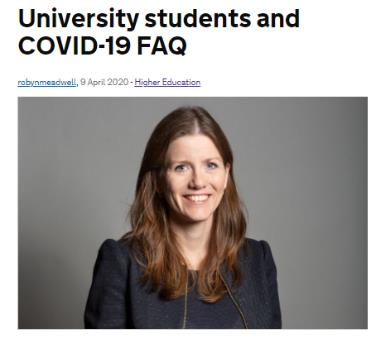 University students and
COVID-19 FAQ
robynmeadwell, 9 April 2020 - Higher Education